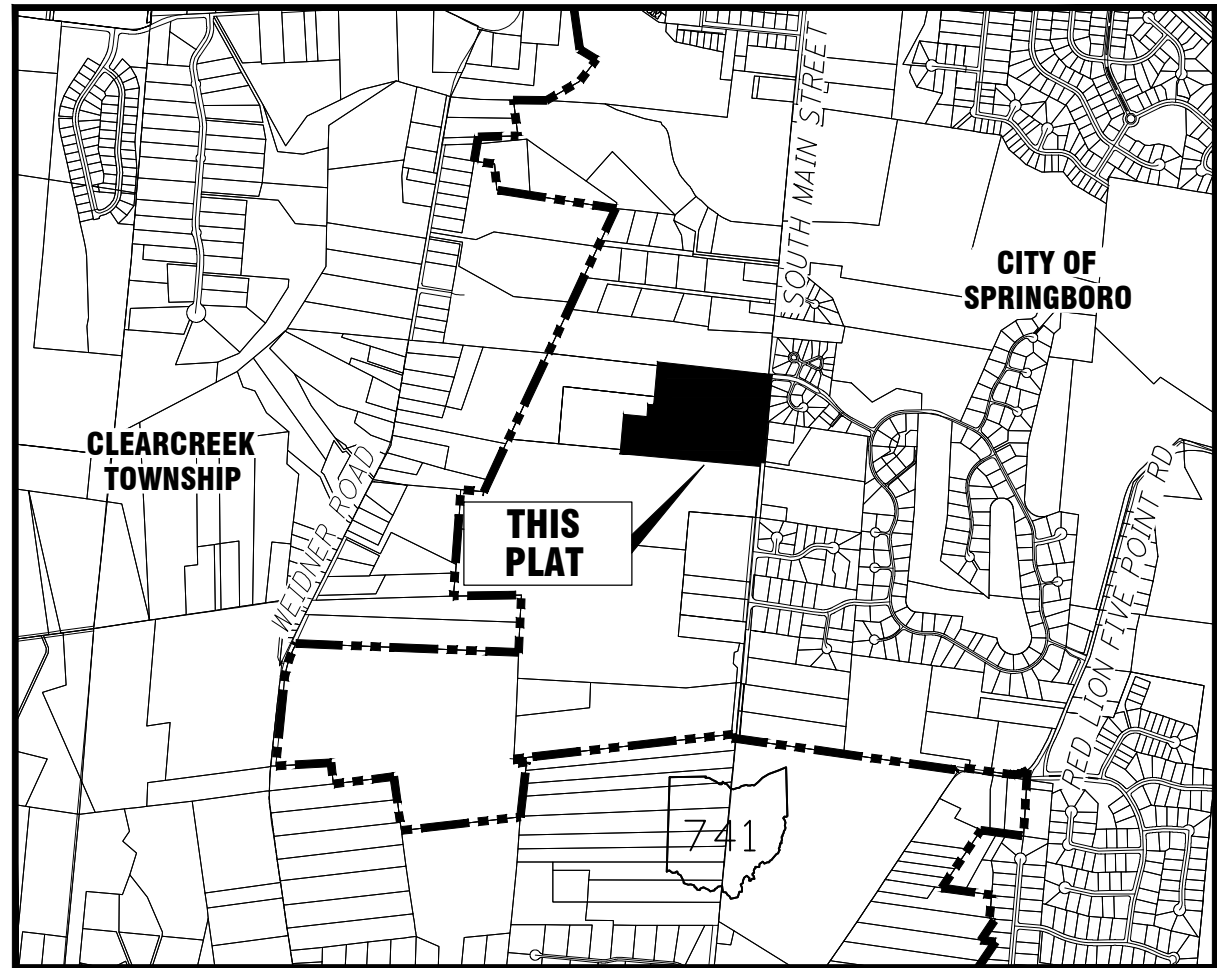 SOUTH MAIN STREET
CITY OF
SPRINGBORO
CLEARCREEK
TOWNSHIP
WEIDNER ROAD
THIS
PLAT
RED LION FIVE POINT RD
741